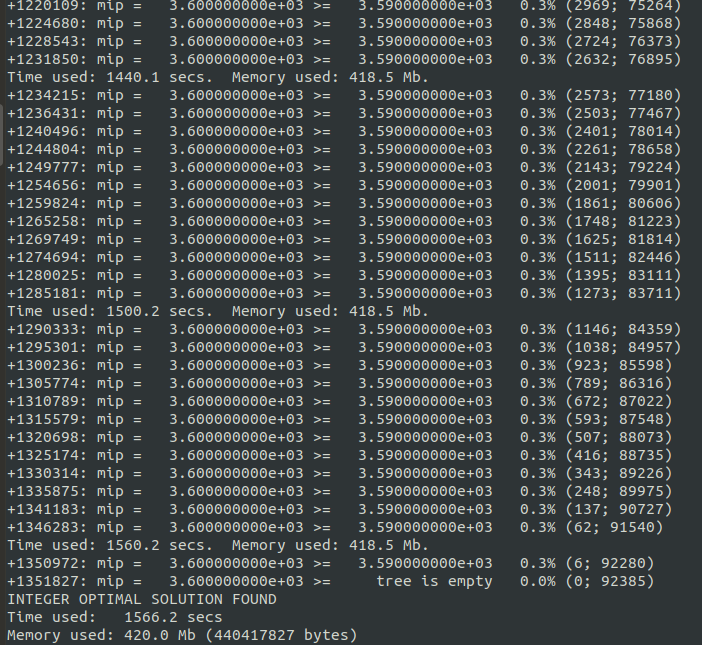 +1220109: mip =   3.600000000e+03 >=   3.590000000e+03   0.3% (2969; 75264)
+1224680: mip =   3.600000000e+03 >=   3.590000000e+03   0.3% (2848; 75868)
+1228543: mip =   3.600000000e+03 >=   3.590000000e+03   0.3% (2724; 76373)
+1231850: mip =   3.600000000e+03 >=   3.590000000e+03   0.3% (2632; 76895)
Time used: 1440.1 secs.  Memory used: 418.5 Mb.
+1234215: mip =   3.600000000e+03 >=   3.590000000e+03   0.3% (2573; 77180)
+1236431: mip =   3.600000000e+03 >=   3.590000000e+03   0.3% (2503; 77467)
+1240496: mip =   3.600000000e+03 >=   3.590000000e+03   0.3% (2401; 78014)
+1244804: mip =   3.600000000e+03 >=   3.590000000e+03   0.3% (2261; 78658)
+1249777: mip =   3.600000000e+03 >=   3.590000000e+03   0.3% (2143; 79224)
+1254656: mip =   3.600000000e+03 >=   3.590000000e+03   0.3% (2001; 79901)
+1259824: mip =   3.600000000e+03 >=   3.590000000e+03   0.3% (1861; 80606)
+1265258: mip =   3.600000000e+03 >=   3.590000000e+03   0.3% (1748; 81223)
+1269749: mip =   3.600000000e+03 >=   3.590000000e+03   0.3% (1625; 81814)
+1274694: mip =   3.600000000e+03 >=   3.590000000e+03   0.3% (1511; 82446)
+1280025: mip =   3.600000000e+03 >=   3.590000000e+03   0.3% (1395; 83111)
+1285181: mip =   3.600000000e+03 >=   3.590000000e+03   0.3% (1273; 83711)
Time used: 1500.2 secs.  Memory used: 418.5 Mb.
+1290333: mip =   3.600000000e+03 >=   3.590000000e+03   0.3% (1146; 84359)
+1295301: mip =   3.600000000e+03 >=   3.590000000e+03   0.3% (1038; 84957)
+1300236: mip =   3.600000000e+03 >=   3.590000000e+03   0.3% (923; 85598)
+1305774: mip =   3.600000000e+03 >=   3.590000000e+03   0.3% (789; 86316)
+1310789: mip =   3.600000000e+03 >=   3.590000000e+03   0.3% (672; 87022)
+1315579: mip =   3.600000000e+03 >=   3.590000000e+03   0.3% (593; 87548)
+1320698: mip =   3.600000000e+03 >=   3.590000000e+03   0.3% (507; 88073)
+1325174: mip =   3.600000000e+03 >=   3.590000000e+03   0.3% (416; 88735)
+1330314: mip =   3.600000000e+03 >=   3.590000000e+03   0.3% (343; 89226)
+1335875: mip =   3.600000000e+03 >=   3.590000000e+03   0.3% (248; 89975)
+1341183: mip =   3.600000000e+03 >=   3.590000000e+03   0.3% (137; 90727)
+1346283: mip =   3.600000000e+03 >=   3.590000000e+03   0.3% (62; 91540)
Time used: 1560.2 secs.  Memory used: 418.5 Mb.
+1350972: mip =   3.600000000e+03 >=   3.590000000e+03   0.3% (6; 92280)
+1351827: mip =   3.600000000e+03 >=     tree is empty   0.0% (0; 92385)
INTEGER OPTIMAL SOLUTION FOUND
Time used:   1566.2 secs
Memory used: 420.0 Mb (440417827 bytes)